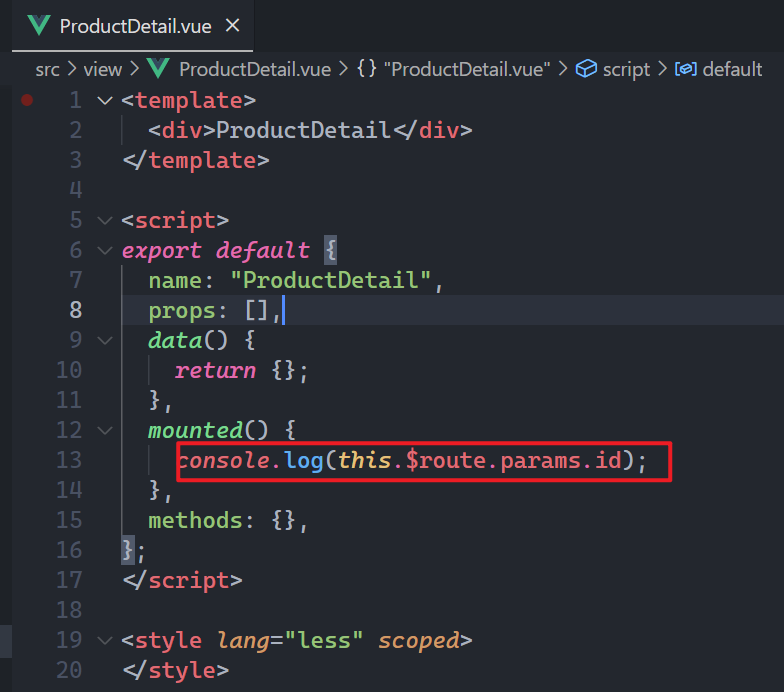 ProductDetail.vue ×
src > view > ProductDetail.vue > {} "ProductDetail.vue" > script > default
1 <template>
2 <div>ProductDetail</div>
3 </template>
4
5 <script>
6 export default {
7 name: "ProductDetail",
8 props: [],
9 data() {
10 return {};
11 },
12 mounted() {
13 console.log(this.$route.params.id);
14 },
15 methods: {},
16 };
17 </script>
18
19 <style lang="less" scoped>
20 </style>